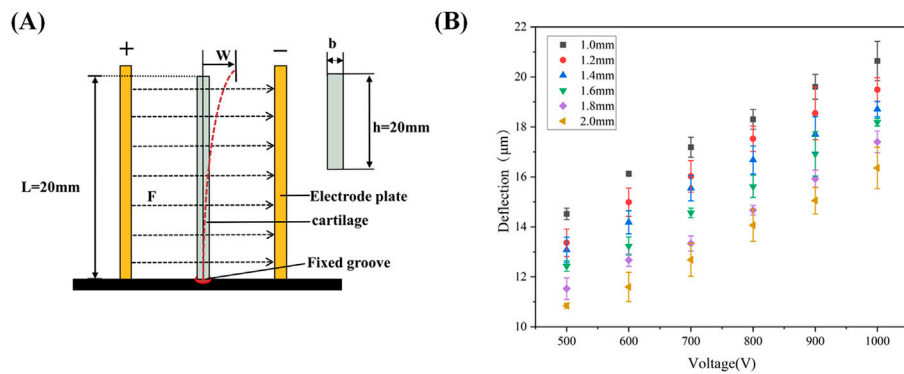 (A)
+
W
−
b
h=20mm
L=20mm
F
Electrode plate
cartilage
Fixed groove
(B)
1.0mm
1.2mm
1.4mm
1.6mm
1.8mm
2.0mm
Deflection (μm)
22
20
18
16
14
12
10
500 600 700 800 900 1000
Voltage(V)